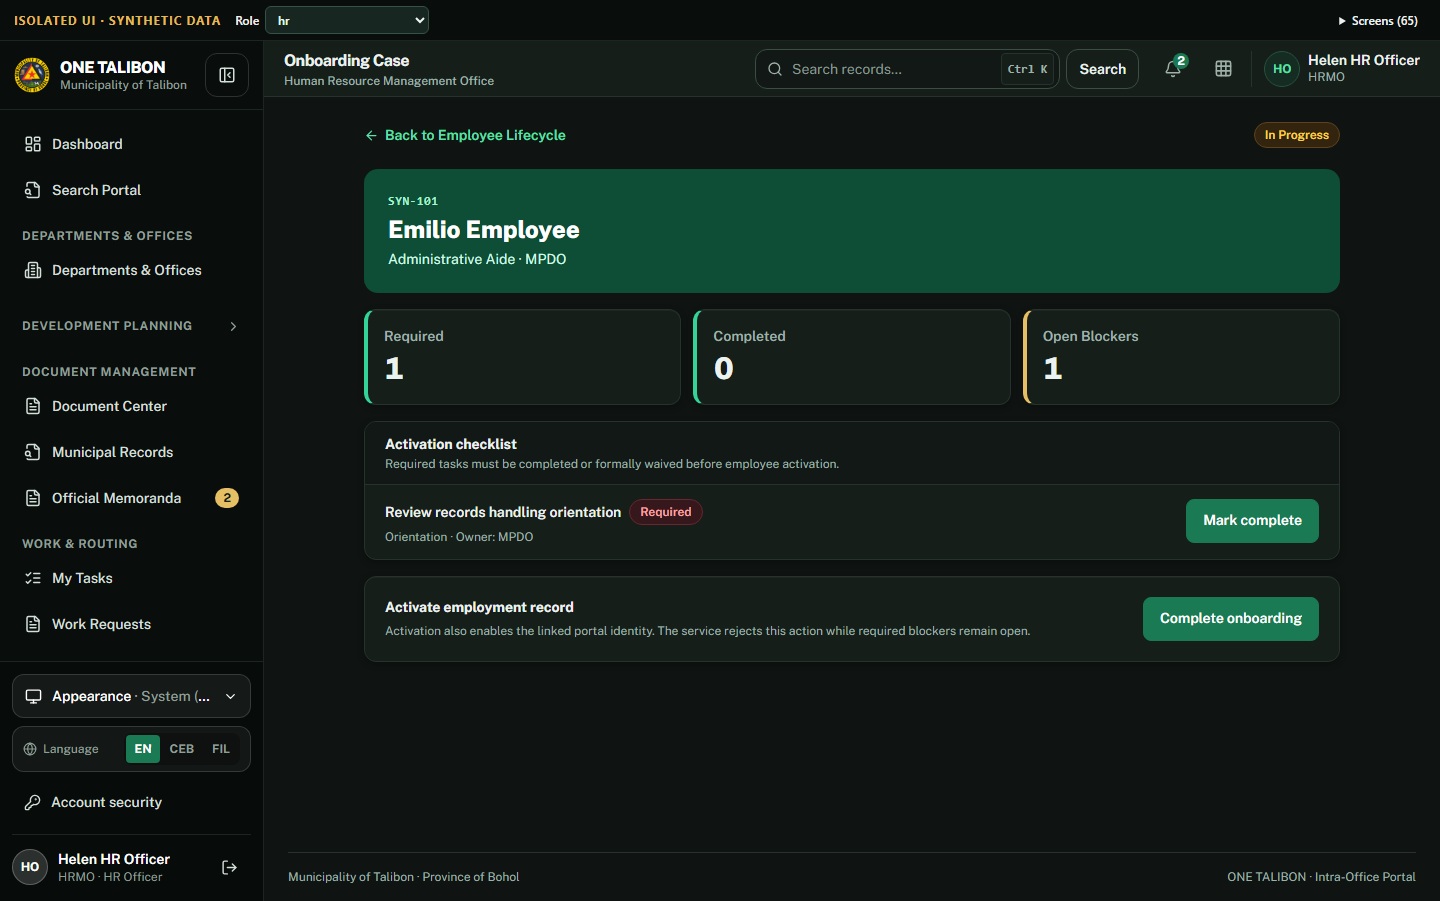 ISOLATED UI · SYNTHETIC DATA
Role
hr
Screens (65)
ONE TALIBON
Municipality of Talibon
Onboarding Case
Human Resource Management Office
Search records...
Ctrl K
Search
2
HO
Helen HR Officer
HRMO
Dashboard
Search Portal
DEPARTMENTS & OFFICES
Departments & Offices
DEVELOPMENT PLANNING
DOCUMENT MANAGEMENT
Document Center
Municipal Records
Official Memoranda
2
WORK & ROUTING
My Tasks
Work Requests
Appearance · System (...
Language
EN
CEB
FIL
Account security
HO
Helen HR Officer
HRMO · HR Officer
Back to Employee Lifecycle
In Progress
SYN-101
Emilio Employee
Administrative Aide · MPDO
Required
1
Completed
0
Open Blockers
1
Activation checklist
Required tasks must be completed or formally waived before employee activation.
Review records handling orientation
Required
Orientation · Owner: MPDO
Mark complete
Activate employment record
Activation also enables the linked portal identity. The service rejects this action while required blockers remain open.
Complete onboarding
Municipality of Talibon · Province of Bohol
ONE TALIBON · Intra-Office Portal